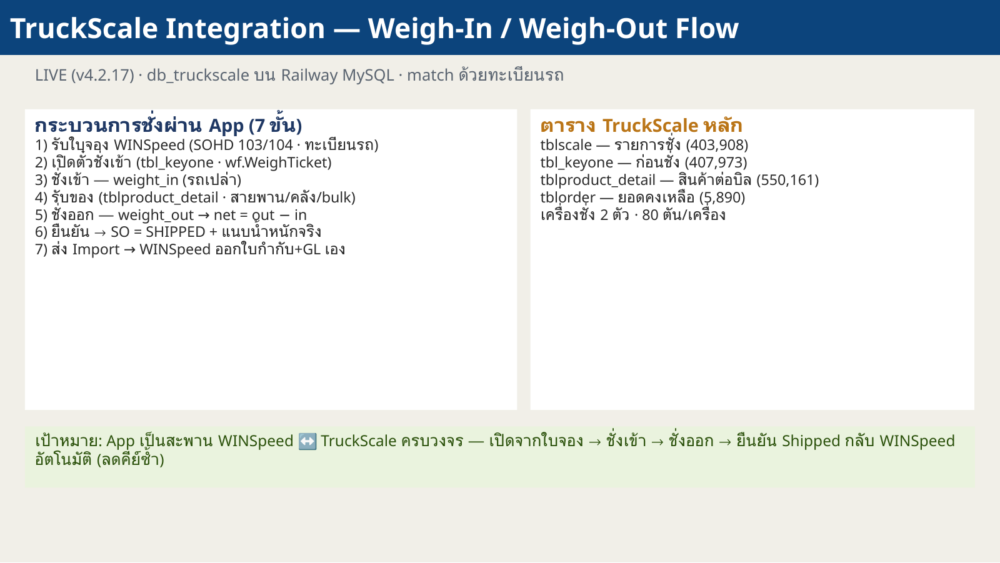 TruckScale Integration — Weigh-In / Weigh-Out Flow
LIVE (v4.2.17) · db_truckscale บน Railway MySQL · match ด้วยทะเบียนรถ
กระบวนการชั่งผ่าน App (7 ขั้น)
1) รับใบจอง WINSpeed (SOHD 103/104 · ทะเบียนรถ)
2) เปิดตั๋วชั่งเข้า (tbl_keyone · wf.WeighTicket)
3) ชั่งเข้า — weight_in (รถเปล่า)
4) รับของ (tblproduct_detail · สายพาน/คลัง/bulk)
5) ชั่งออก — weight_out → net = out − in
6) ยืนยัน → SO = SHIPPED + แนบน้ำหนักจริง
7) ส่ง Import → WINSpeed ออกใบกำกับ+GL เอง
ตาราง TruckScale หลัก
tblscale — รายการชั่ง (403,908)
tbl_keyone — ก่อนชั่ง (407,973)
tblproduct_detail — สินค้าต่อบิล (550,161)
tblorder — ยอดคงเหลือ (5,890)
เครื่องชั่ง 2 ตัว · 80 ตัน/เครื่อง
เป้าหมาย: App เป็นสะพาน WINSpeed ↔️ TruckScale ครบวงจร — เปิดจากใบจอง → ชั่งเข้า → ชั่งออก → ยืนยัน Shipped กลับ WINSpeed
อัตโนมัติ (ลดคีย์ซ้ำ)